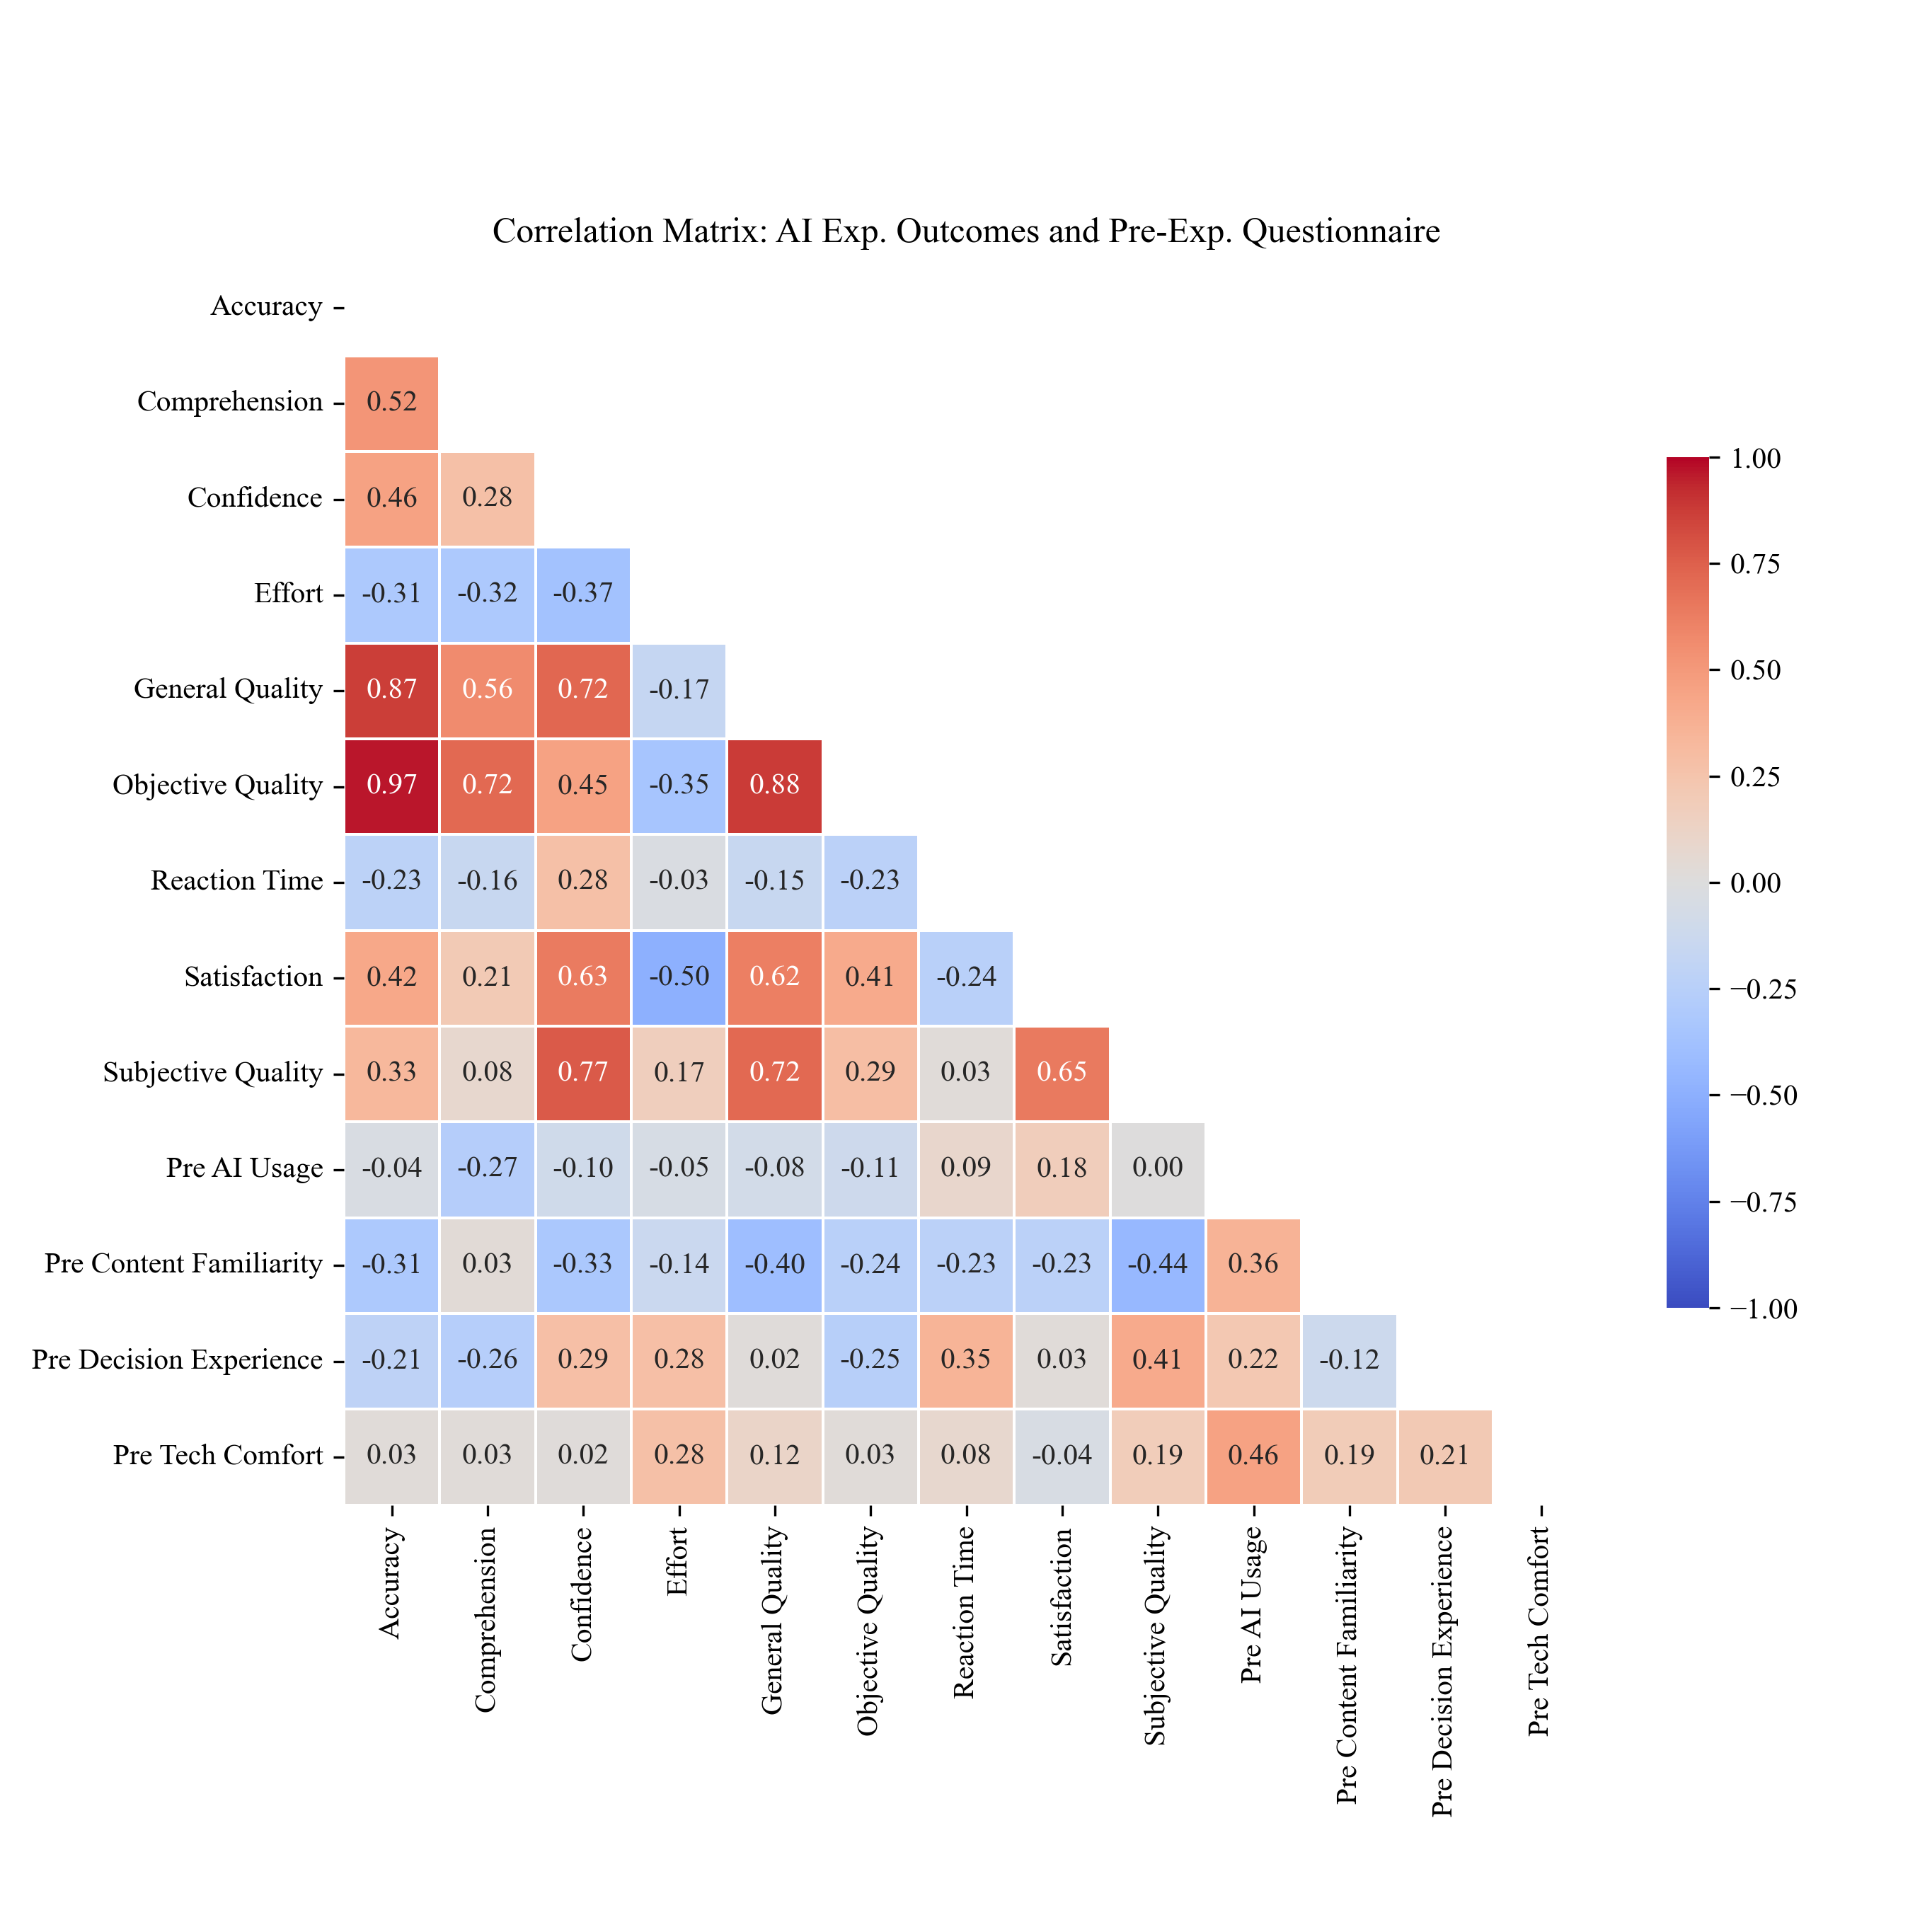 Correlation Matrix: AI Exp. Outcomes and Pre-Exp. Questionnaire
Accuracy
Comprehension 0.52
Confidence 0.46 0.28
Effort -0.31 -0.32 -0.37
General Quality 0.87 0.56 0.72 -0.17
Objective Quality 0.97 0.72 0.45 -0.35 0.88
Reaction Time -0.23 -0.16 0.28 -0.03 -0.15 -0.23
Satisfaction 0.42 0.21 0.63 -0.50 0.62 0.41 -0.24
Subjective Quality 0.33 0.08 0.77 0.17 0.72 0.29 0.03 0.65
Pre AI Usage -0.04 -0.27 -0.10 -0.05 -0.08 -0.11 0.09 0.18 0.00
Pre Content Familiarity -0.31 0.03 -0.33 -0.14 -0.40 -0.24 -0.23 -0.23 -0.44 0.36
Pre Decision Experience -0.21 -0.26 0.29 0.28 0.02 -0.25 0.35 0.03 0.41 0.22 -0.12
Pre Tech Comfort 0.03 0.03 0.02 0.28 0.12 0.03 0.08 -0.04 0.19 0.46 0.19 0.21
Accuracy
Comprehension
Confidence
Effort
General Quality
Objective Quality
Reaction Time
Satisfaction
Subjective Quality
Pre AI Usage
Pre Content Familiarity
Pre Decision Experience
Pre Tech Comfort
1.00
0.75
0.50
0.25
0.00
−0.25
−0.50
−0.75
−1.00